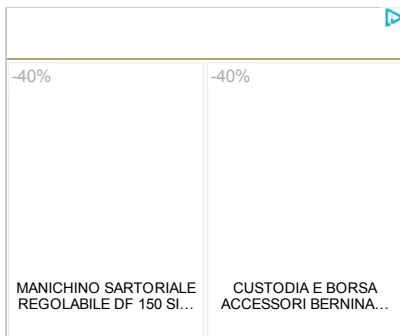 -40%
-40%
MANICHINO SARTORIALE
REGOLABILE DF 150 SI...
CUSTODIA E BORSA
ACCESSORI BERNINA...